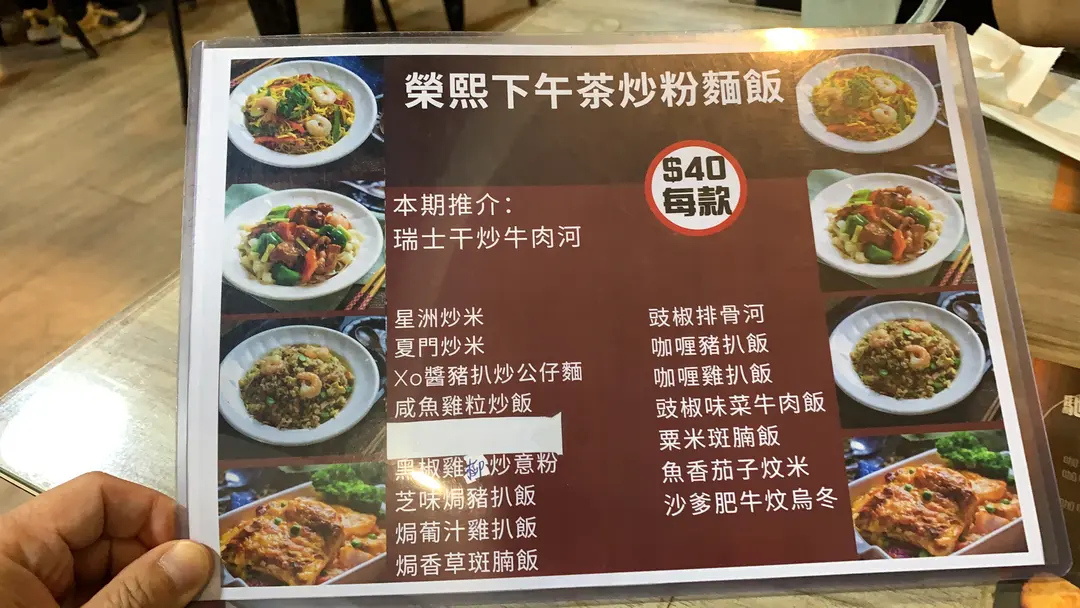 榮熙下午茶炒粉麵飯
$40
每款
本期推介:
瑞士干炒牛肉河
星洲炒米
夏門炒米
Xo醬豬扒炒公仔麵
咸魚雞粒炒飯
黑椒雞柳炒意粉
芝味焗豬扒飯
焗葡汁雞扒飯
焗香草斑腩飯
豉椒排骨河
咖喱豬扒飯
咖喱雞扒飯
豉椒味菜牛肉飯
粟米斑腩飯
魚香茄子炆米
沙爹肥牛炆烏冬